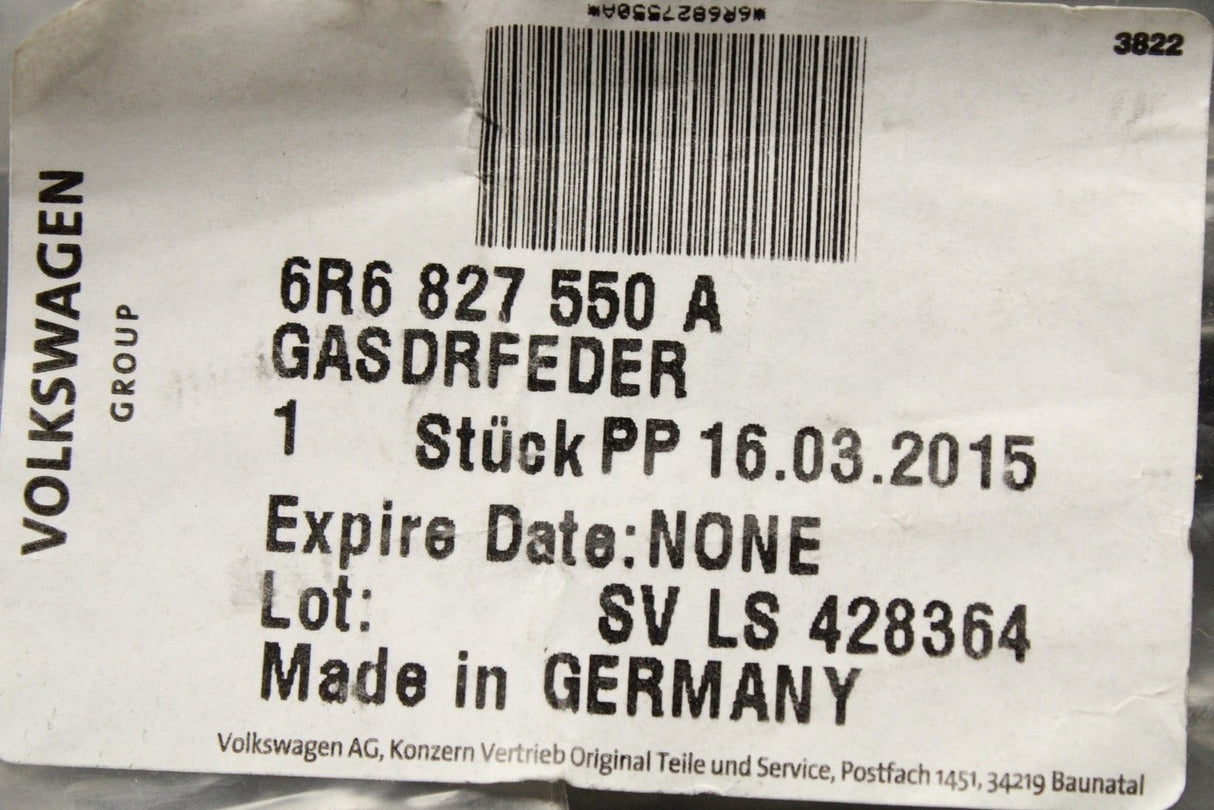 *6R6827550A*
3822
VOLKSWAGEN
GROUP
6R6 827 550 A
GASDRFEDER
1 Stück PP 16.03.2015
Expire Date:NONE
Lot: SV LS 428364
Made in GERMANY
Volkswagen AG, Konzern Vertrieb Original Teile und Service, Postfach 1451, 34219 Baunatal